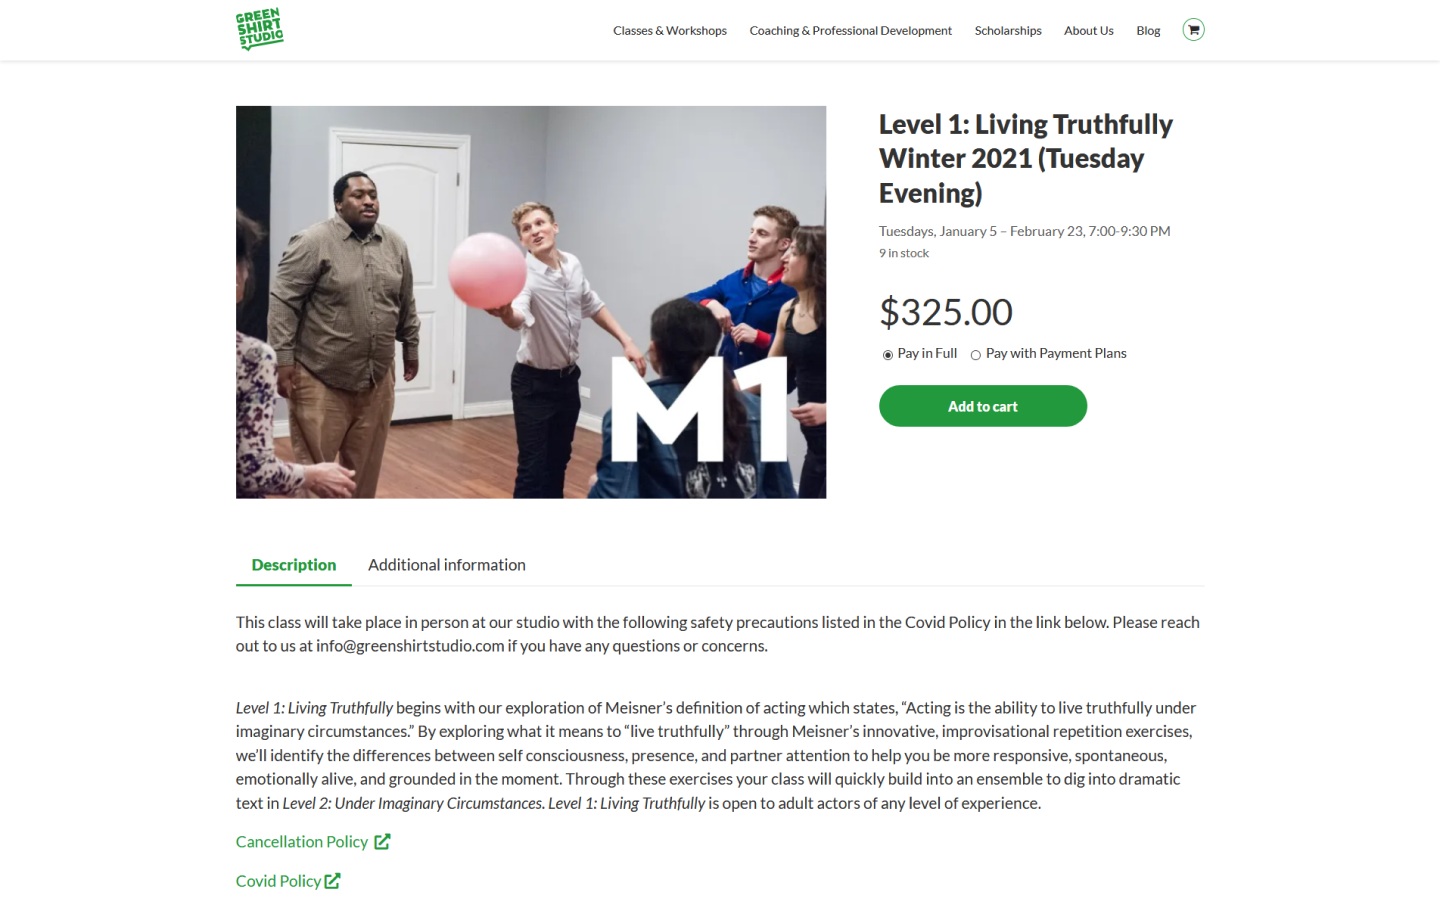 GREEN
SHIRT
STUDIO
Classes & Workshops
Coaching & Professional Development
Scholarships
About Us
Blog
M1
Level 1: Living Truthfully
Winter 2021 (Tuesday
Evening)
Tuesdays, January 5 – February 23, 7:00-9:30 PM
9 in stock
$325.00
Pay in Full
Pay with Payment Plans
Add to cart
Description
Additional information
This class will take place in person at our studio with the following safety precautions listed in the Covid Policy in the link below. Please reach
out to us at info@greenshirtstudio.com if you have any questions or concerns.
Level 1: Living Truthfully begins with our exploration of Meisner’s definition of acting which states, “Acting is the ability to live truthfully under
imaginary circumstances.” By exploring what it means to “live truthfully” through Meisner’s innovative, improvisational repetition exercises,
we’ll identify the differences between self consciousness, presence, and partner attention to help you be more responsive, spontaneous,
emotionally alive, and grounded in the moment. Through these exercises your class will quickly build into an ensemble to dig into dramatic
text in Level 2: Under Imaginary Circumstances. Level 1: Living Truthfully is open to adult actors of any level of experience.
Cancellation Policy
Covid Policy